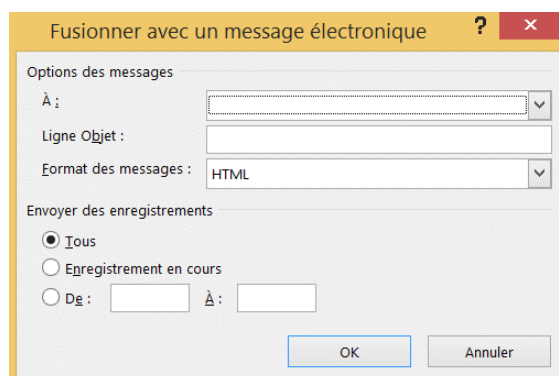 Fusionner avec un message électronique ? ×
Options des messages
À :
Ligne Objet :
Format des messages : HTML
Envoyer des enregistrements
Tous
Enregistrement en cours
De : À :
OK Annuler